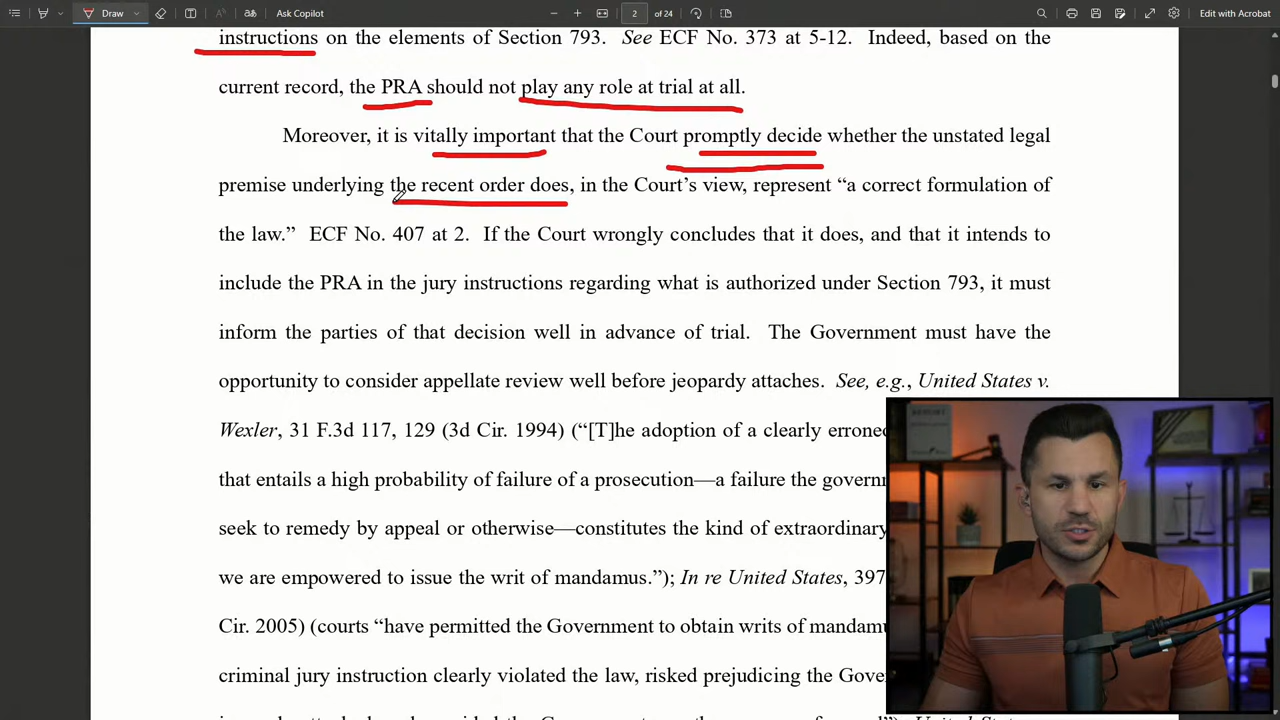 Draw
Ask Copilot
2 of 24
Edit with Acrobat
instructions on the elements of Section 793. See ECF No. 373 at 5-12. Indeed, based on the
current record, the PRA should not play any role at trial at all.
Moreover, it is vitally important that the Court promptly decide whether the unstated legal
premise underlying the recent order does, in the Court's view, represent “a correct formulation of
the law.” ECF No. 407 at 2. If the Court wrongly concludes that it does, and that it intends to
include the PRA in the jury instructions regarding what is authorized under Section 793, it must
inform the parties of that decision well in advance of trial. The Government must have the
opportunity to consider appellate review well before jeopardy attaches. See, e.g., United States v.
Wexler, 31 F.3d 117, 129 (3d Cir. 1994) (“[T]he adoption of a clearly
that entails a high probability of failure of a prosecution—a failure the
seek to remedy by appeal or otherwise—constitutes the kind of extraordinary
we are empowered to issue the writ of mandamus.”); In re United States, 397
Cir. 2005) (courts “have permitted the Government to obtain writs of
criminal jury instruction clearly violated the law, risked prejudicing the